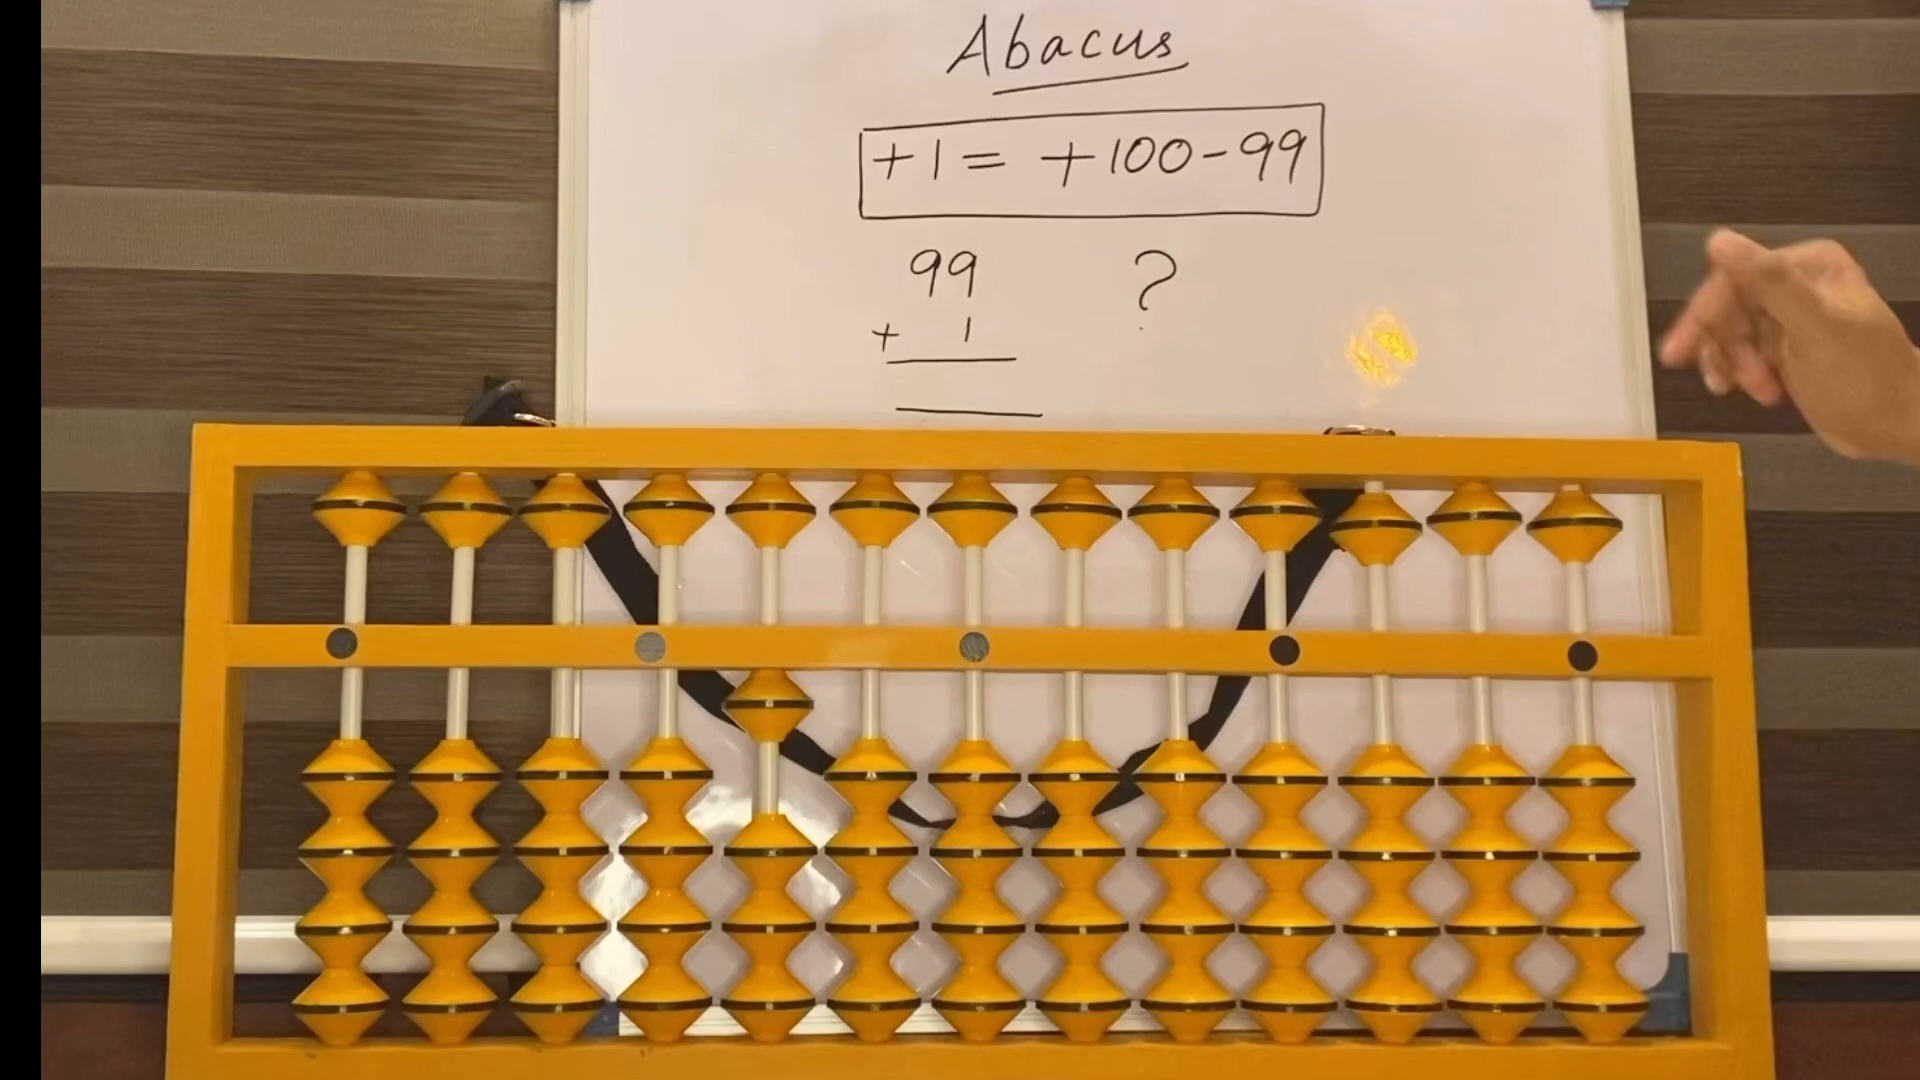 Abacus
+1 = +100-99
99 ?
+ 1